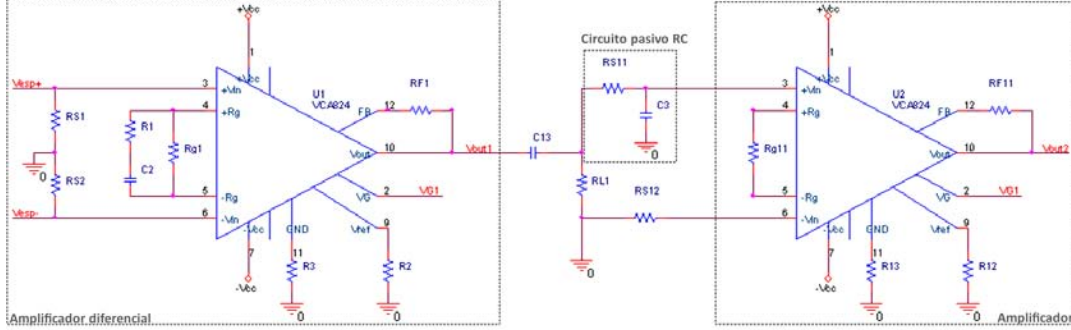 +Vcc
+Vcc
1
1
Circuito pasivo RC
RS11
Vesp+
3
+Vin
+Vcc
U1
VCA824
RF1
3
+Vin
+Vcc
U2
VCA824
RF11
4
+Rg
FB
12
C3
4
+Rg
FB
12
RS1
R1
Rg1
C13
0
Rg11
Vout
10
Vout1
Vout
10
Vout2
0
C2
RS2
RL1
RS12
5
-Rg
VG
2
VG1
5
-Rg
VG
2
VG1
Vesp-
6
-Vin
-Vcc
GND
Vref
9
6
-Vin
-Vcc
GND
Vref
9
7
11
0
7
11
R3
R2
R13
R12
-Vcc
0
0
-Vcc
0
0
Amplificador diferencial
Amplificador